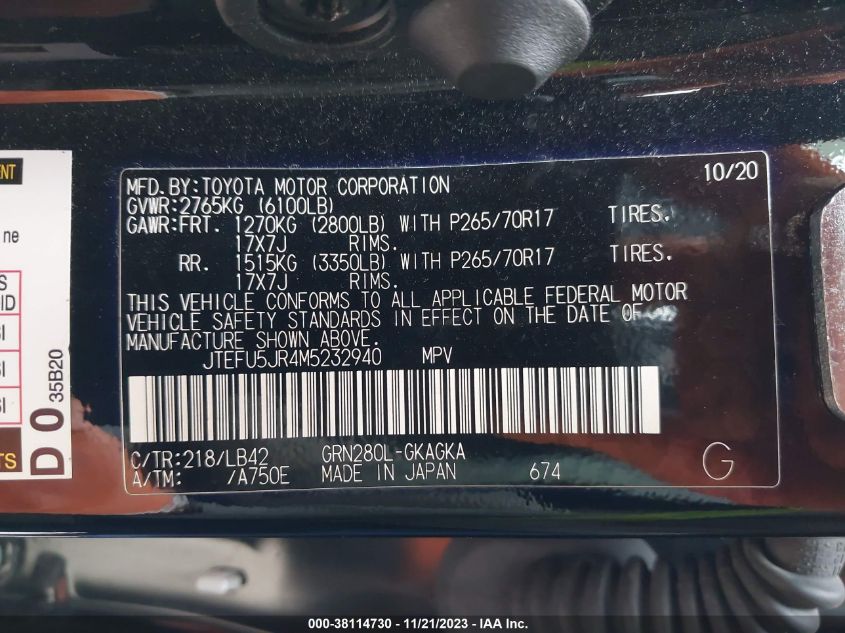 MFD.BY:TOYOTA MOTOR CORPORATION 10/20
GVWR:2765KG (6100LB)
GAWR:FRT. 1270KG (2800LB) WITH P265/70R17 TIRES.
17X7J RIMS.
RR. 1515KG (3350LB) WITH P265/70R17 TIRES.
17X7J RIMS.
THIS VEHICLE CONFORMS TO ALL APPLICABLE FEDERAL MOTOR
VEHICLE SAFETY STANDARDS IN EFFECT ON THE DATE OF
MANUFACTURE SHOWN ABOVE.
JTEFU5JR4M5232940 MPV
C/TR:218/LB42 GRN280L-GKAGKA
A/TM: /A750E MADE IN JAPAN 674 G
ne
D 0 35B20
000-38114730 - 11/21/2023 - IAA Inc.